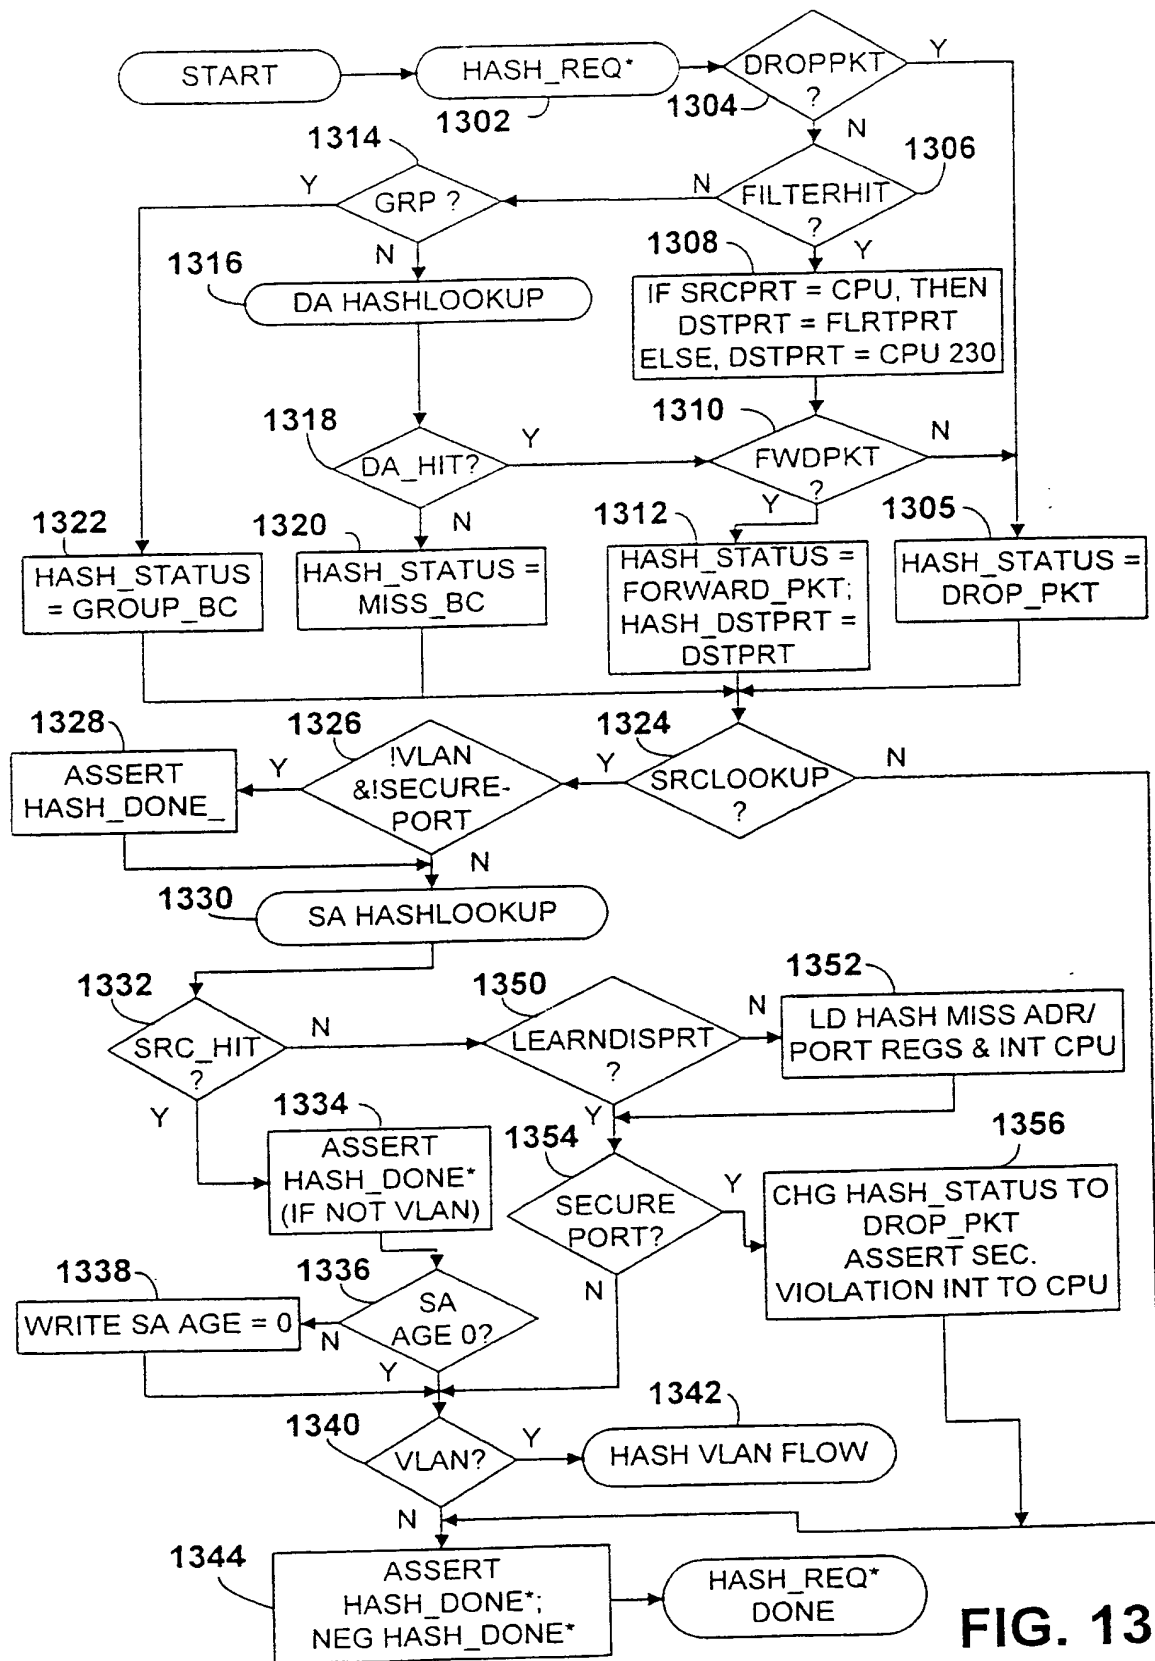 START
HASH_REQ*
1302
DROPPKT
?
1304
Y
N
1314
Y
GRP ?
N
N
FILTERHIT
?
1306
Y
1316
DA HASHLOOKUP
1308
IF SRCPRT = CPU, THEN
DSTPRT = FLRTPRT
ELSE, DSTPRT = CPU 230
1318
DA_HIT?
Y
N
1310
FWDPKT
?
N
Y
1322
HASH_STATUS
= GROUP_BC
1320
HASH_STATUS =
MISS_BC
1312
HASH_STATUS =
FORWARD_PKT;
HASH_DSTPRT =
DSTPRT
1305
HASH_STATUS =
DROP_PKT
1328
ASSERT
HASH_DONE_
Y
1326
!VLAN
&!SECURE-
PORT
N
Y
1324
SRCLOOKUP
?
N
1330
SA HASHLOOKUP
1332
SRC_HIT
?
N
Y
1350
LEARNDISPRT
?
N
Y
1352
LD HASH MISS ADR/
PORT REGS & INT CPU
1334
ASSERT
HASH_DONE*
(IF NOT VLAN)
1354
SECURE
PORT?
Y
N
1356
CHG HASH_STATUS TO
DROP_PKT
ASSERT SEC.
VIOLATION INT TO CPU
1338
WRITE SA AGE = 0
N
1336
SA
AGE 0?
Y
1340
VLAN?
Y
N
1342
HASH VLAN FLOW
1344
ASSERT
HASH_DONE*;
NEG HASH_DONE*
HASH_REQ*
DONE
FIG. 13